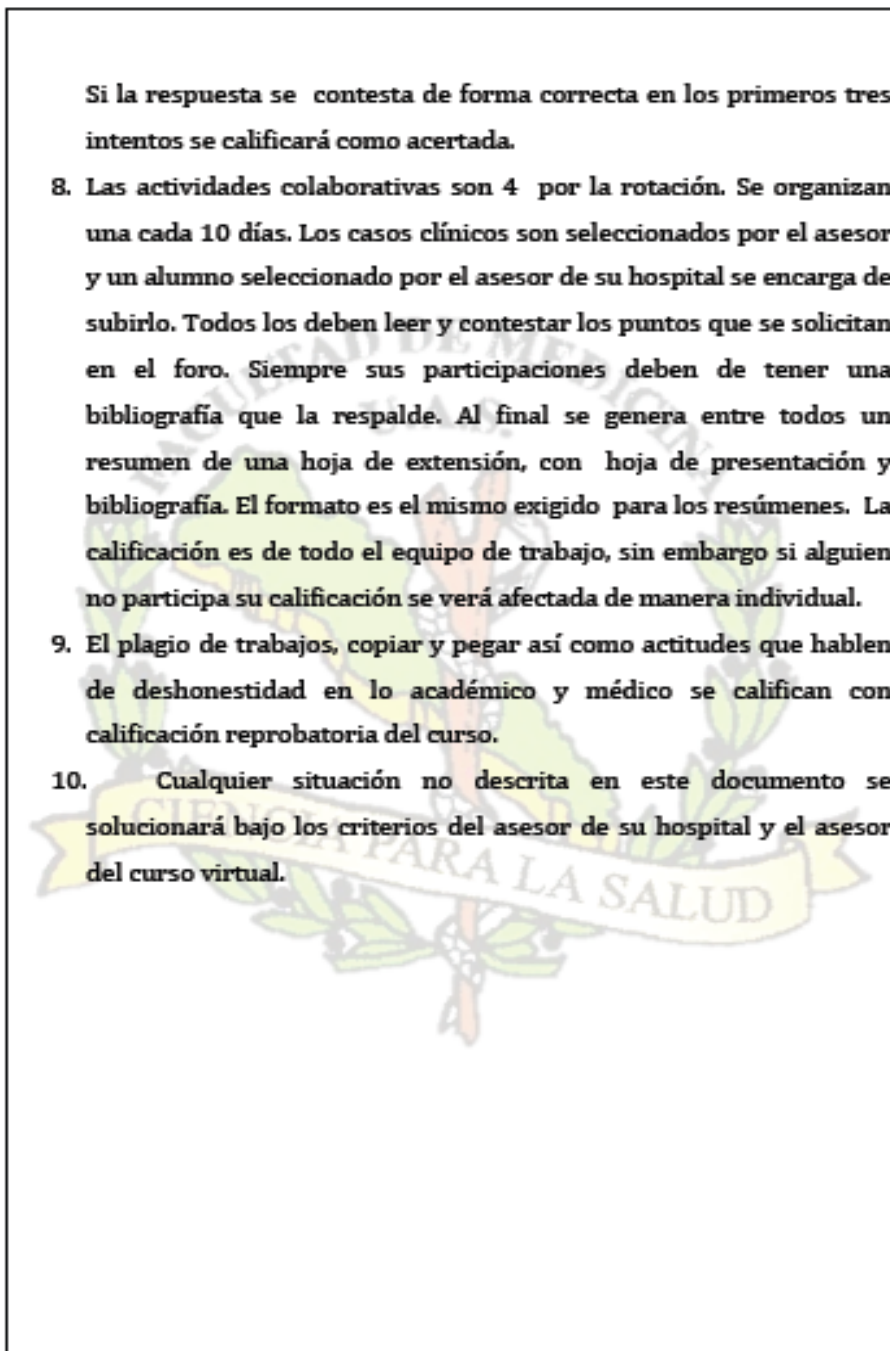 Si la respuesta se contesta de forma correcta en los primeros tres
intentos se calificará como acertada.
8. Las actividades colaborativas son 4 por la rotación. Se organizan
una cada 10 días. Los casos clínicos son seleccionados por el asesor
y un alumno seleccionado por el asesor de su hospital se encarga de
subirlo. Todos los deben leer y contestar los puntos que se solicitan
en el foro. Siempre sus participaciones deben de tener una
bibliografía que la respalde. Al final se genera entre todos un
resumen de una hoja de extensión, con hoja de presentación y
bibliografía. El formato es el mismo exigido para los resúmenes. La
calificación es de todo el equipo de trabajo, sin embargo si alguien
no participa su calificación se verá afectada de manera individual.
9. El plagio de trabajos, copiar y pegar así como actitudes que hablen
de deshonestidad en lo académico y médico se califican con
calificación reprobatoria del curso.
10. Cualquier situación no descrita en este documento se
solucionará bajo los criterios del asesor de su hospital y el asesor
del curso virtual.
FACULTAD DE MEDICINA
U.A.S.
CIENCIA PARA LA SALUD